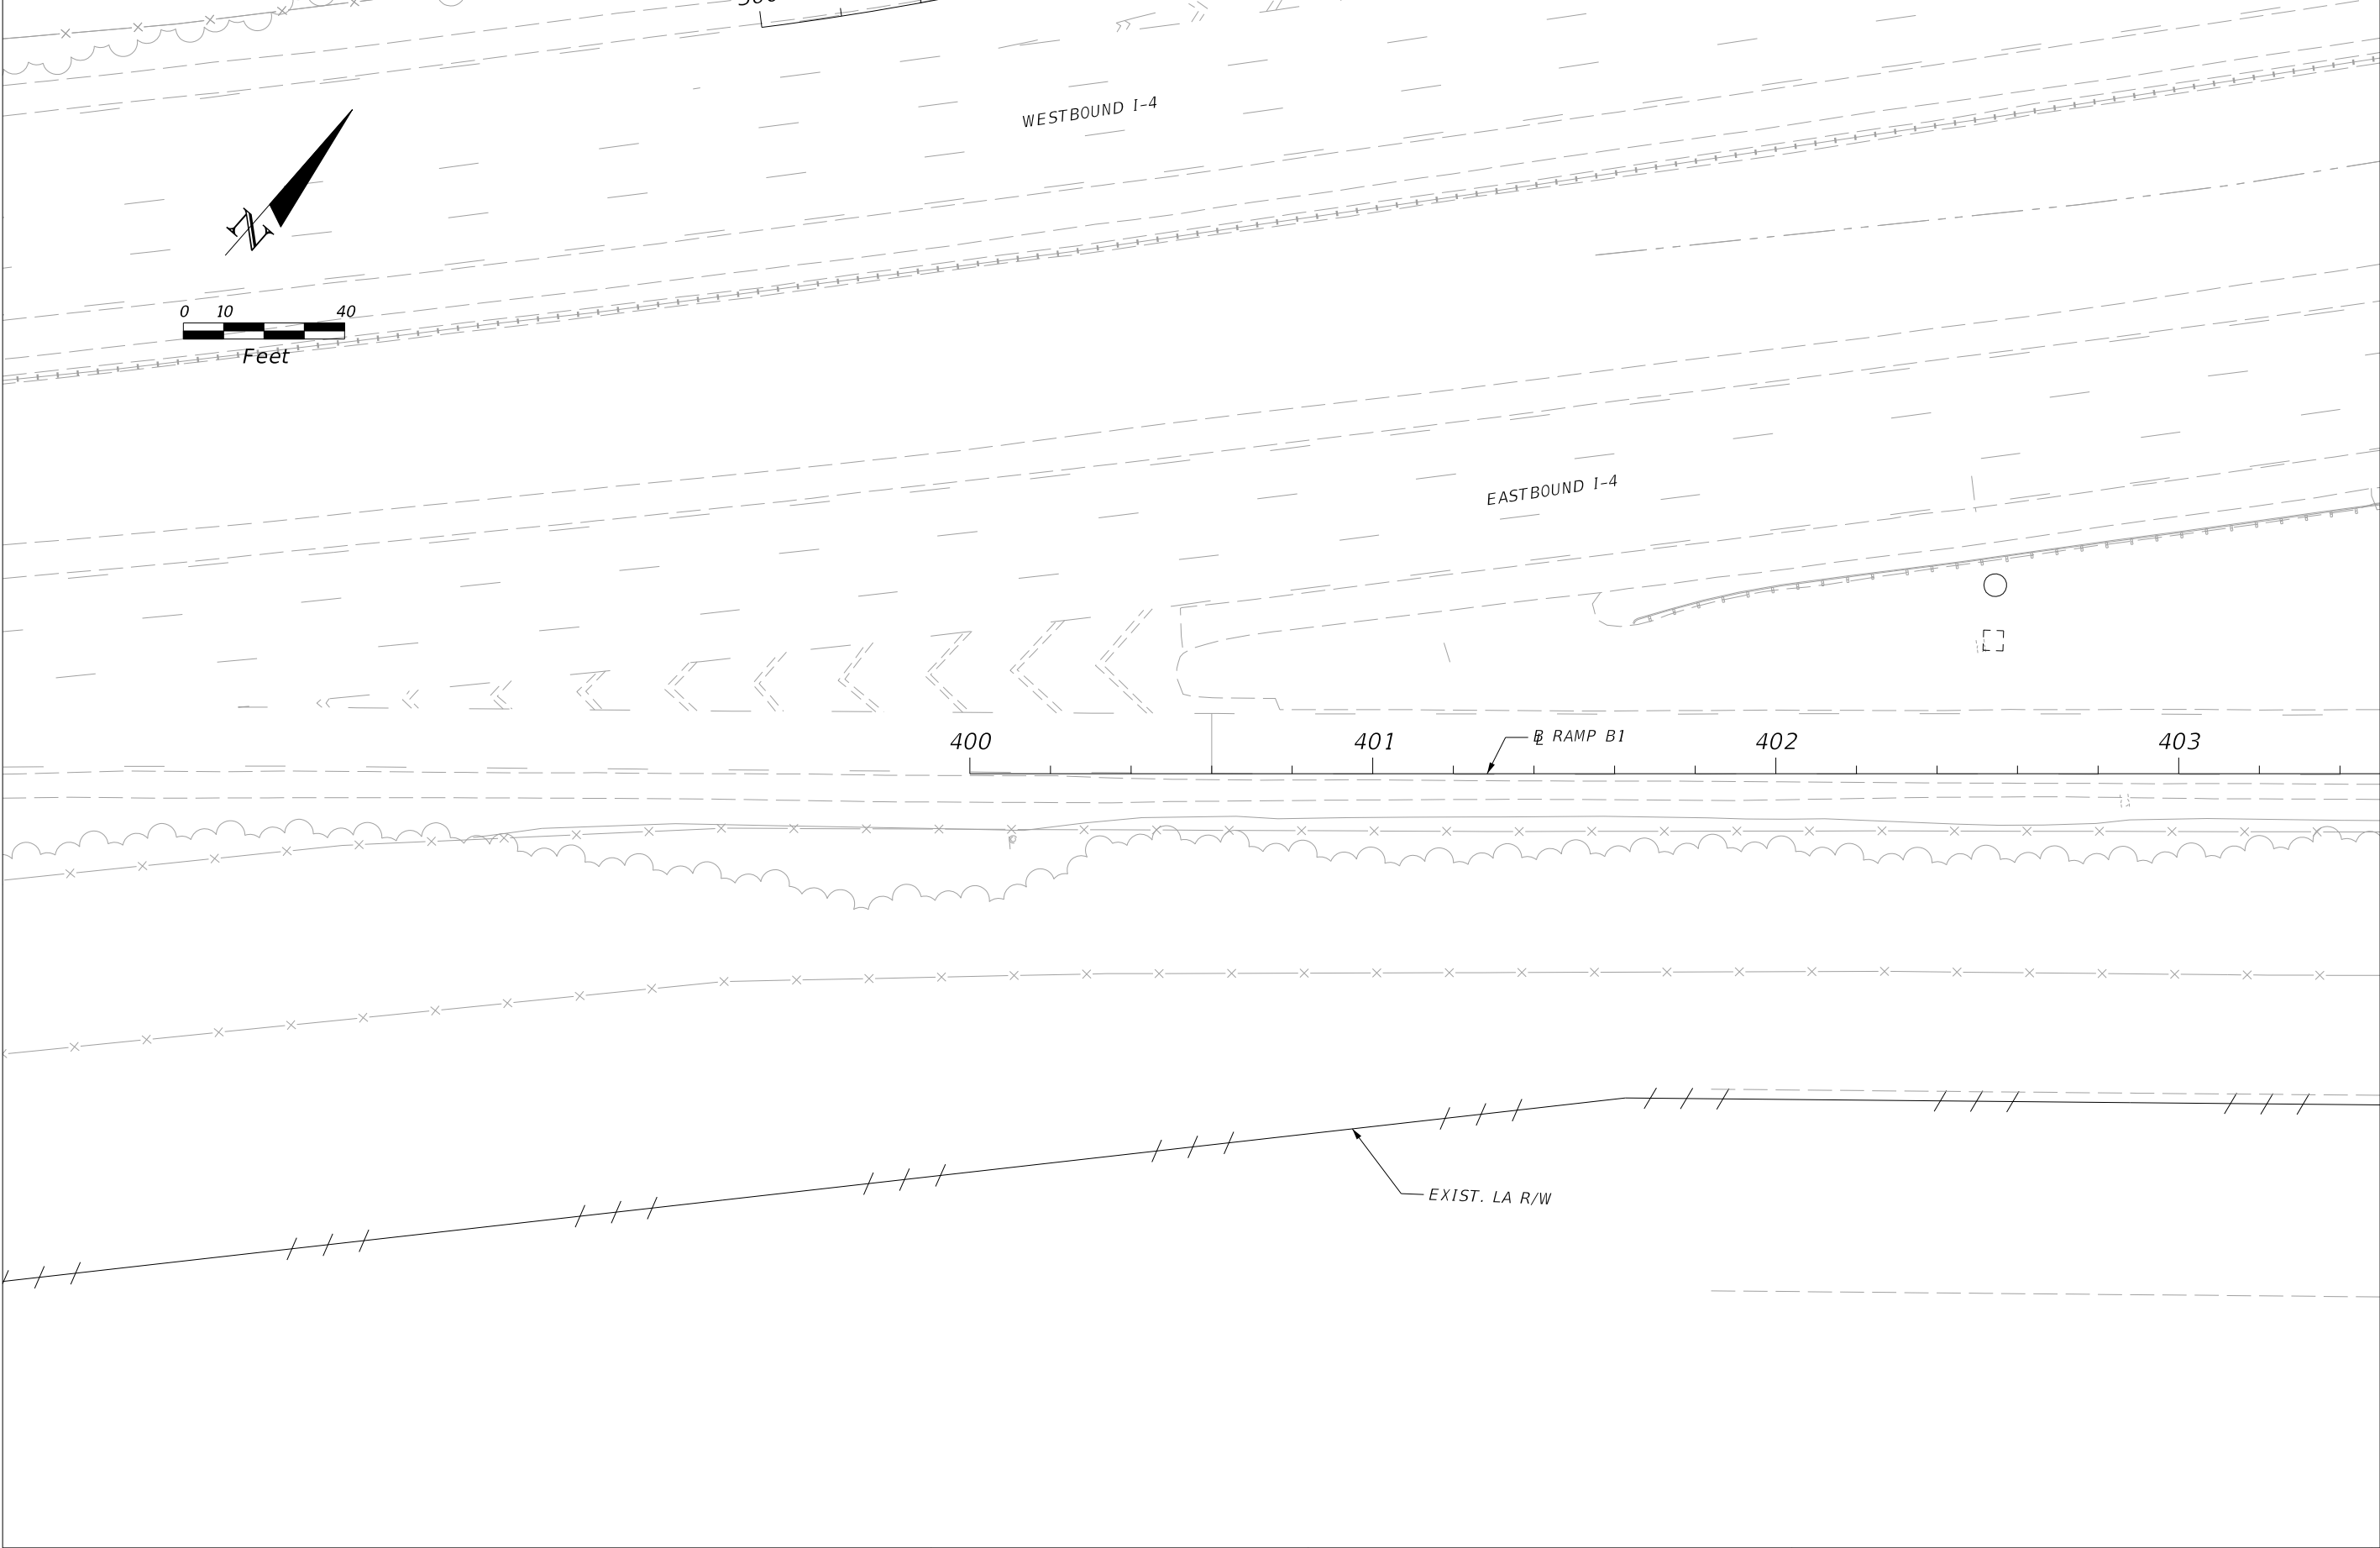 WESTBOUND I-4
N
0 10 40
Feet
EASTBOUND I-4
400 401 402 403
RAMP B1
EXIST. LA R/W